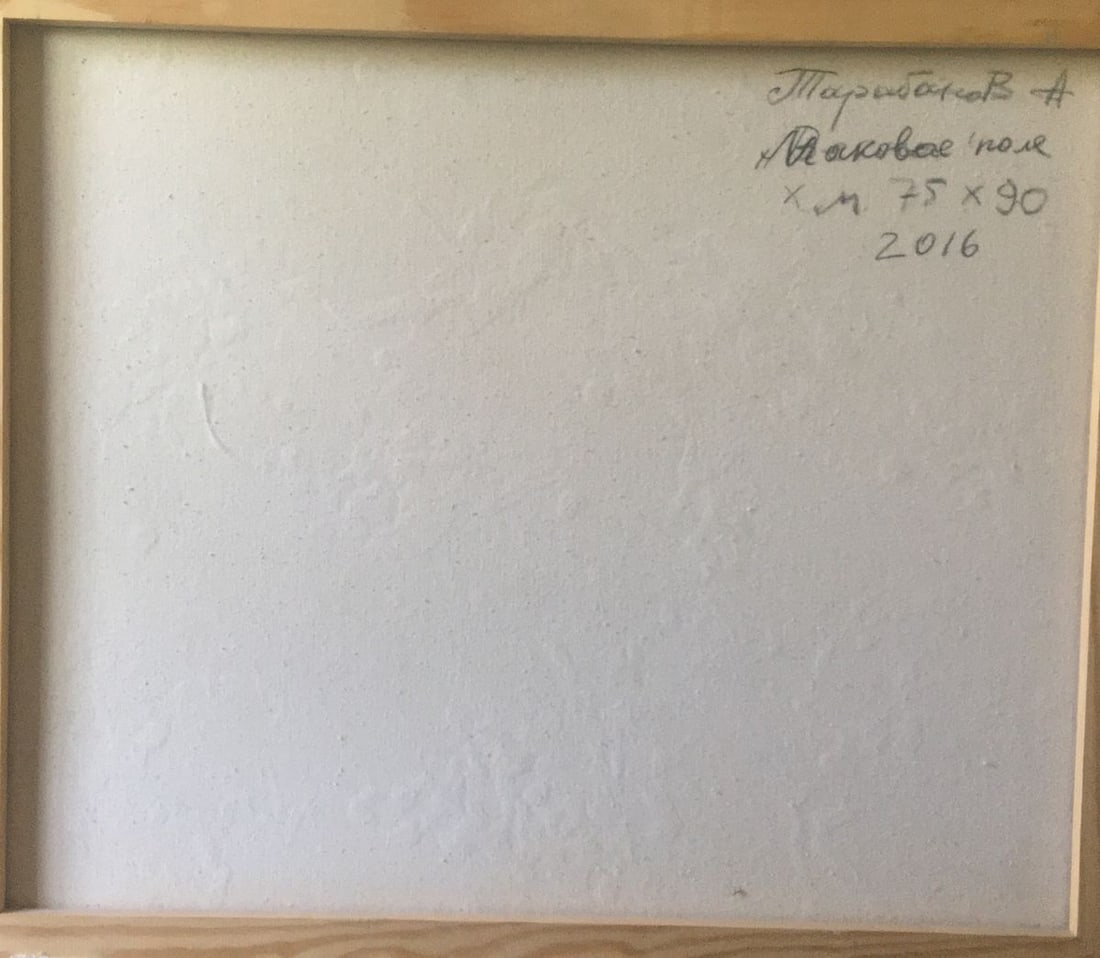 Тарабанов А
Маковое поле
х м 75 х 90
2016